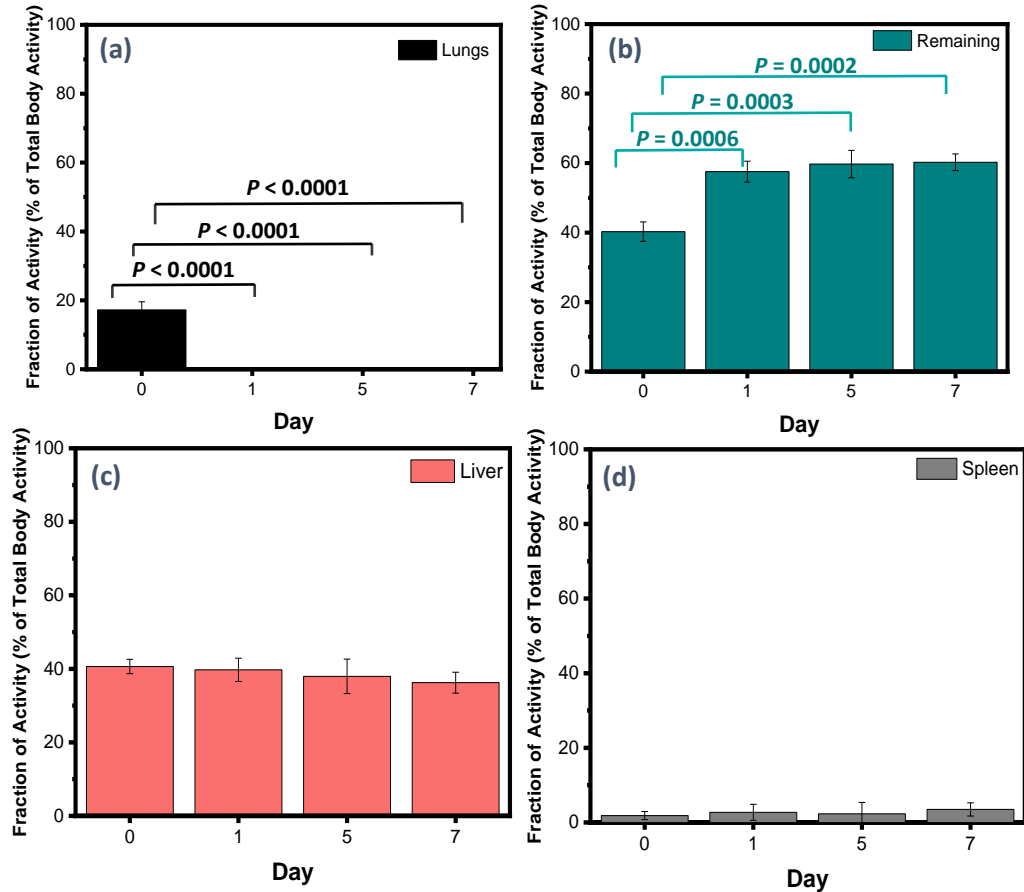 (a)
Lungs
P < 0.0001
P < 0.0001
P < 0.0001
100
80
60
40
20
0
0 1 5 7
Day
Fraction of Activity (% of Total Body Activity)
(b)
Remaining
P = 0.0002
P = 0.0003
P = 0.0006
100
80
60
40
20
0
0 1 5 7
Day
Fraction of Activity (% of Total Body Activity)
(c)
Liver
100
80
60
40
20
0
0 1 5 7
Day
Fraction of Activity (% of Total Body Activity)
(d)
Spleen
100
80
60
40
20
0
0 1 5 7
Day
Fraction of Activity (% of Total Body Activity)